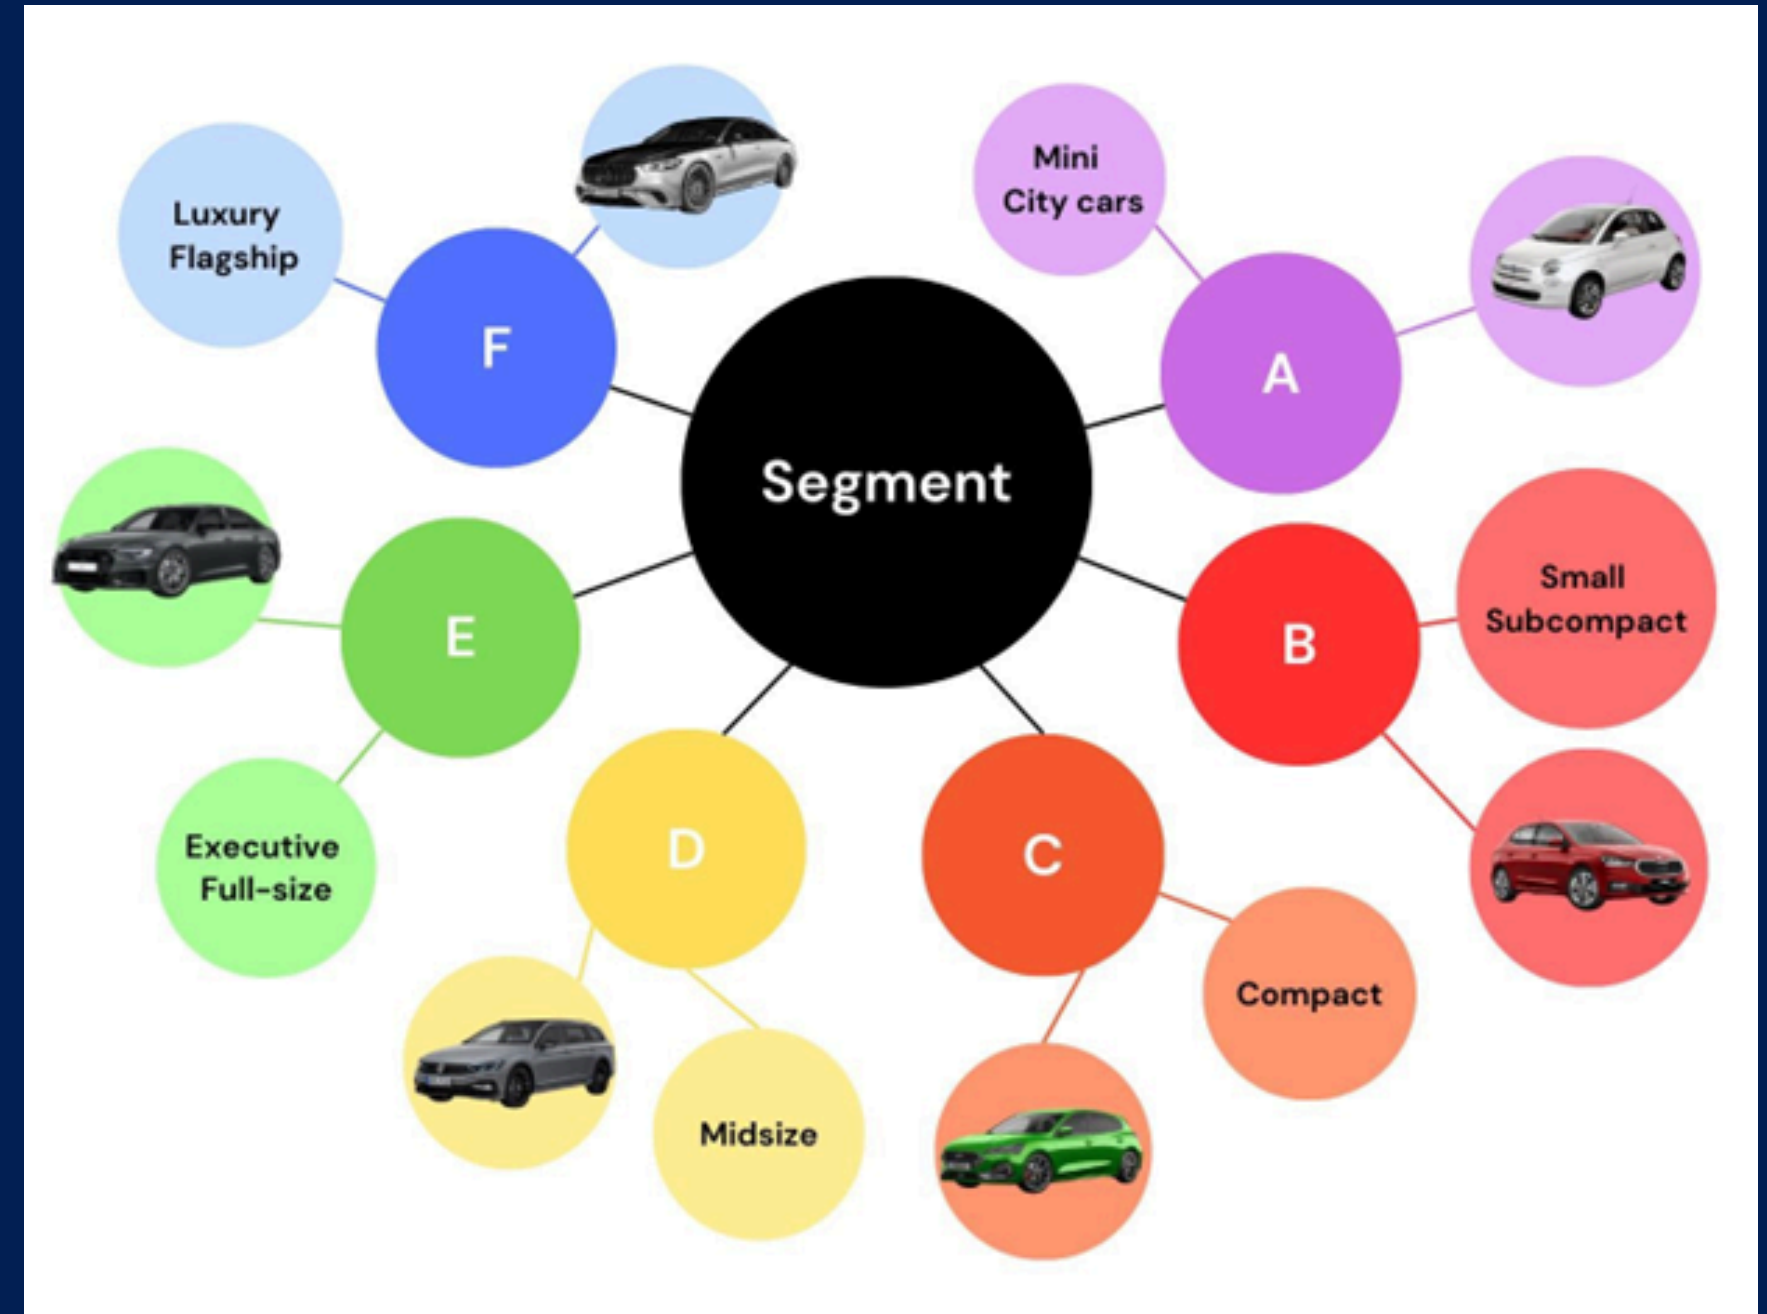 Segment
A
Mini
City cars
B
Small
Subcompact
C
Compact
D
Midsize
E
Executive
Full-size
F
Luxury
Flagship